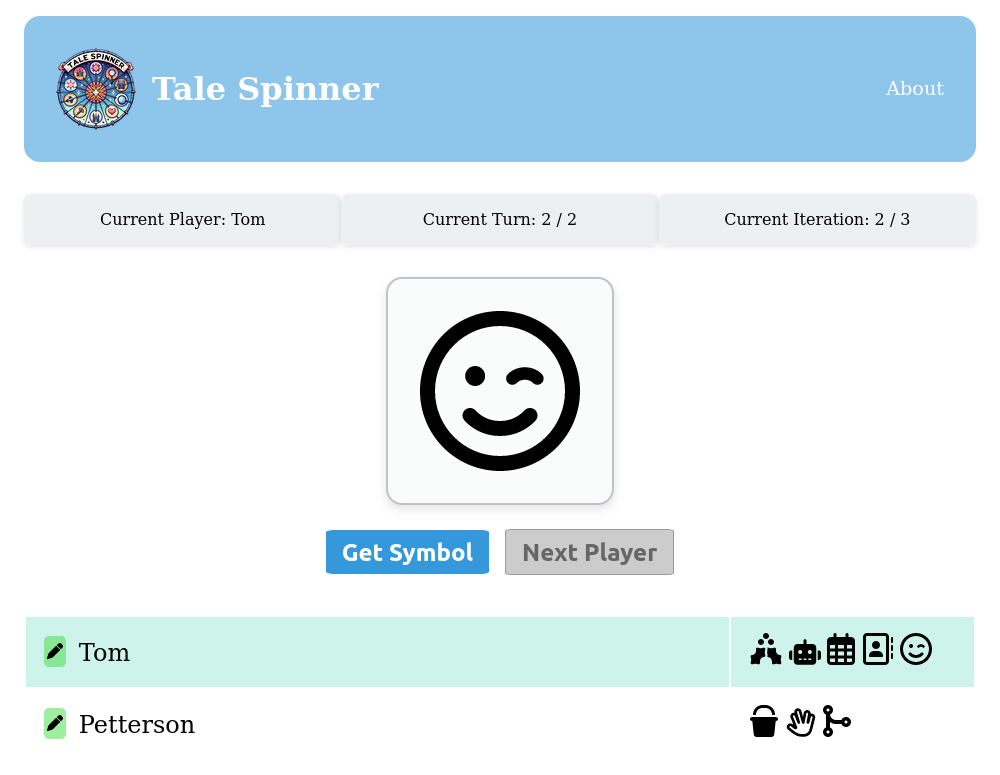 TALE SPINNER
Tale Spinner
About
Current Player: Tom
Current Turn: 2 / 2
Current Iteration: 2 / 3
Get Symbol
Next Player
Tom
Petterson